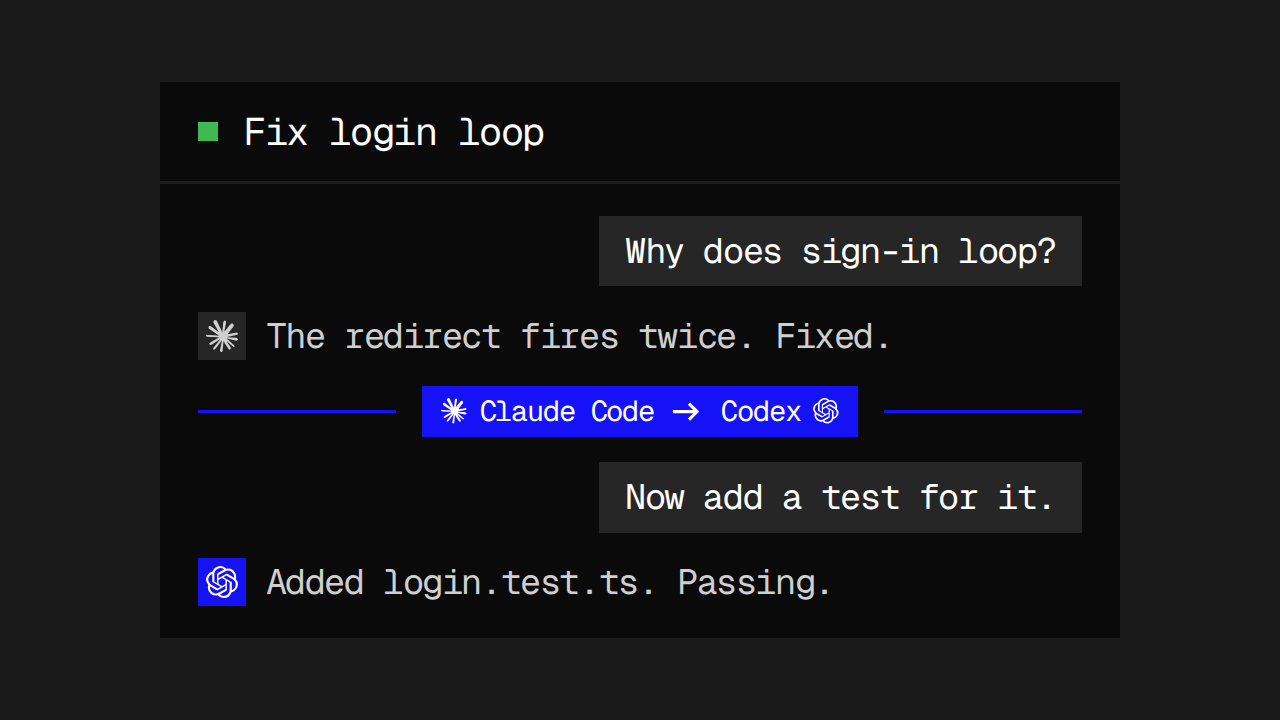 Fix login loop
Why does sign-in loop?
The redirect fires twice. Fixed.
Claude Code → Codex
Now add a test for it.
Added login.test.ts. Passing.